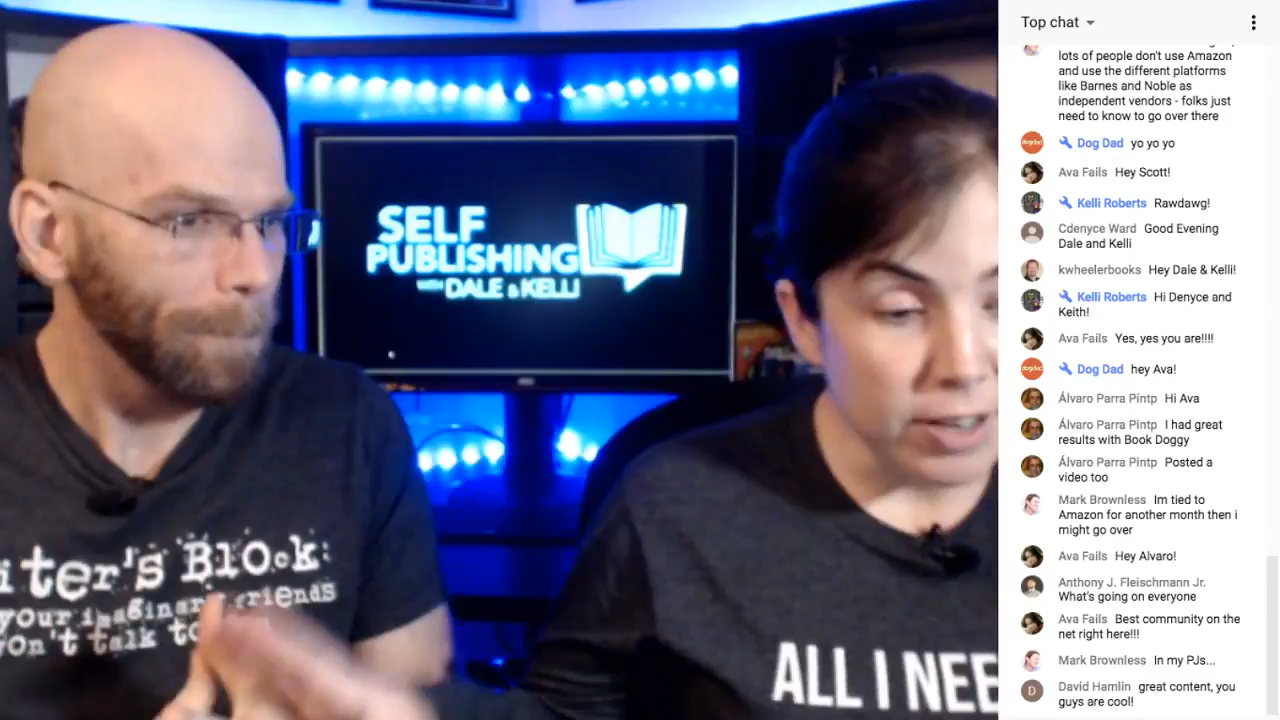 SELF
PUBLISHING
WITH DALE & KELLI
iter's Block:
your imaginary friends
on't talk to
ALL I NEE
Top chat
lots of people don't use Amazon
and use the different platforms
like Barnes and Noble as
independent vendors - folks just
need to know to go over there
Dog Dad yo yo yo
Ava Fails Hey Scott!
Kelli Roberts Rawdawg!
Cdenyce Ward Good Evening
Dale and Kelli
kwheelerbooks Hey Dale & Kelli!
Kelli Roberts Hi Denyce and
Keith!
Ava Fails Yes, yes you are!!!!
Dog Dad hey Ava!
Álvaro Parra Pintp Hi Ava
Álvaro Parra Pintp I had great
results with Book Doggy
Álvaro Parra Pintp Posted a
video too
Mark Brownless Im tied to
Amazon for another month then i
might go over
Ava Fails Hey Alvaro!
Anthony J. Fleischmann Jr.
What's going on everyone
Ava Fails Best community on the
net right here!!!
Mark Brownless In my PJs...
D David Hamlin great content, you
guys are cool!